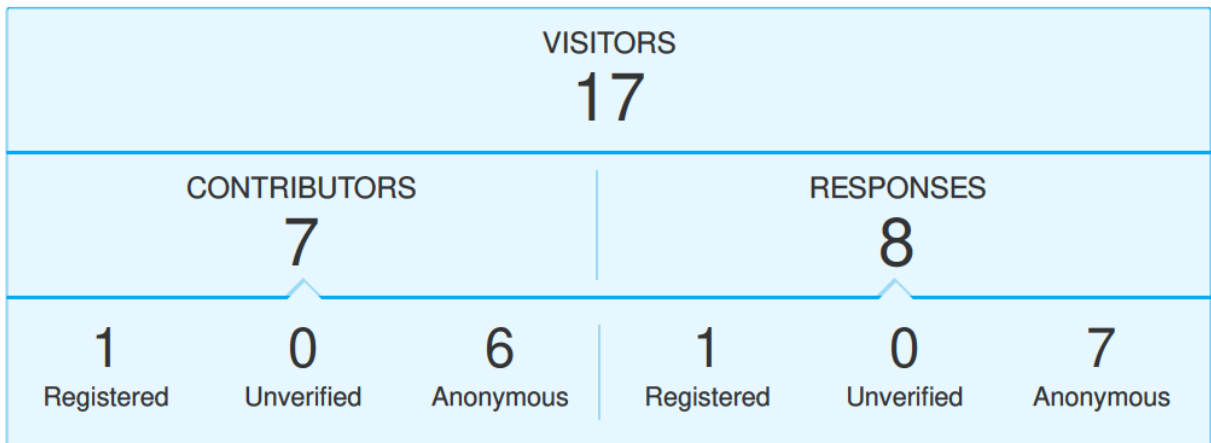 VISITORS
17
CONTRIBUTORS RESPONSES
7 8
1 0 6 1 0 7
Registered Unverified Anonymous Registered Unverified Anonymous